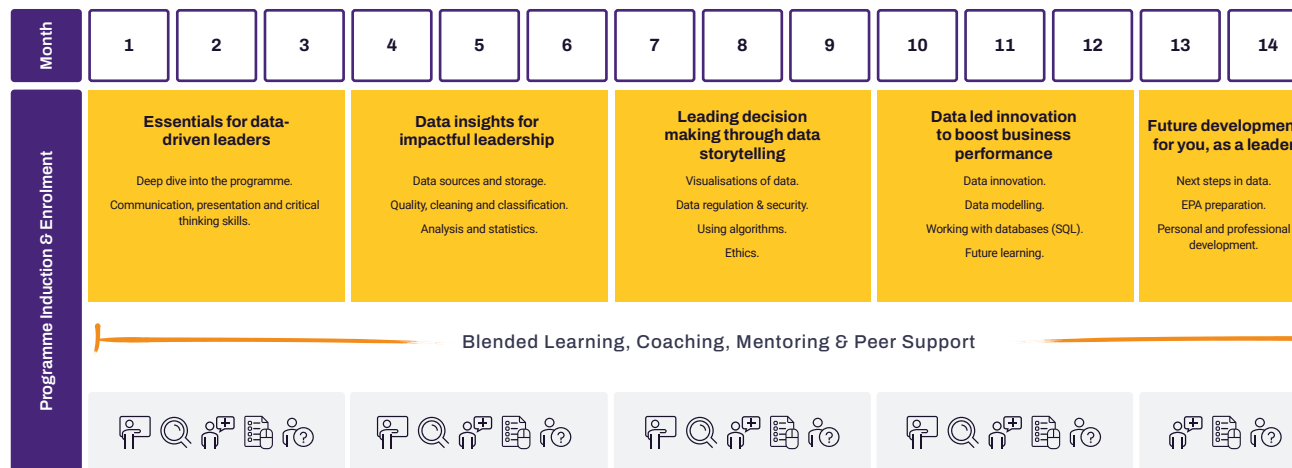 Month
1
2
3
4
5
6
7
8
9
10
11
12
13
14
Programme Induction & Enrolment
Essentials for data-
driven leaders
Deep dive into the programme.
Communication, presentation and critical
thinking skills.
Data insights for
impactful leadership
Data sources and storage.
Quality, cleaning and classification.
Analysis and statistics.
Leading decision
making through data
storytelling
Visualisations of data.
Data regulation & security.
Using algorithms.
Ethics.
Data led innovation
to boost business
performance
Data innovation.
Data modelling.
Working with databases (SQL).
Future learning.
Future developmen
for you, as a leader
Next steps in data.
EPA preparation.
Personal and professional
development.
Blended Learning, Coaching, Mentoring & Peer Support